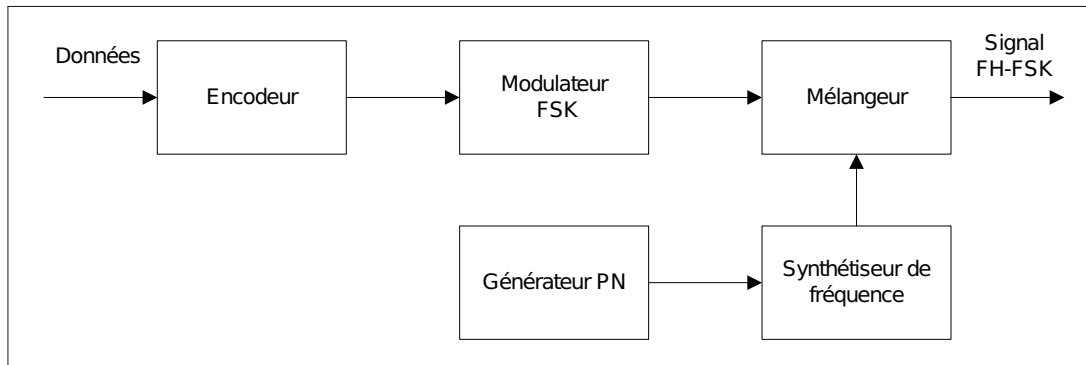 Données
Encodeur
Modulateur
FSK
Mélangeur
Signal
FH-FSK
Générateur PN
Synthétiseur de
fréquence